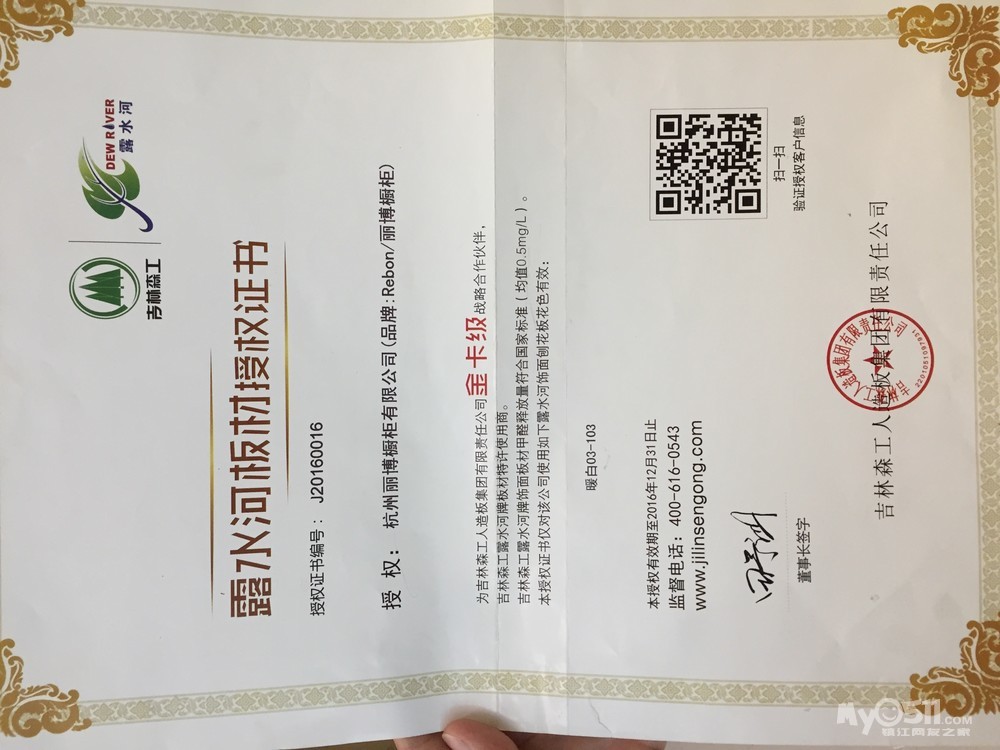 吉林森工
DEW RIVER
露水河
露水河板材授权证书
授权证书编号： J20160016
授 权： 杭州丽博橱柜有限公司(品牌:Rebon/丽博橱柜)
为吉林森工人造板集团有限责任公司金卡级战略合作伙伴，
吉林森工露水河牌板材特许使用商。
吉林森工露水河牌饰面板材甲醛释放量符合国家标准（均值0.5mg/L）。
本授权证书仅对该公司使用如下露水河饰面刨花板花色有效：
暖白03-103
扫一扫
验证授权客户信息
本授权有效期至2016年12月31日止
监督电话：400-616-0543
www.jilinsengong.com
董事长签字
吉林森工人造板集团有限责任公司
My0511.COM
镇江网友之家